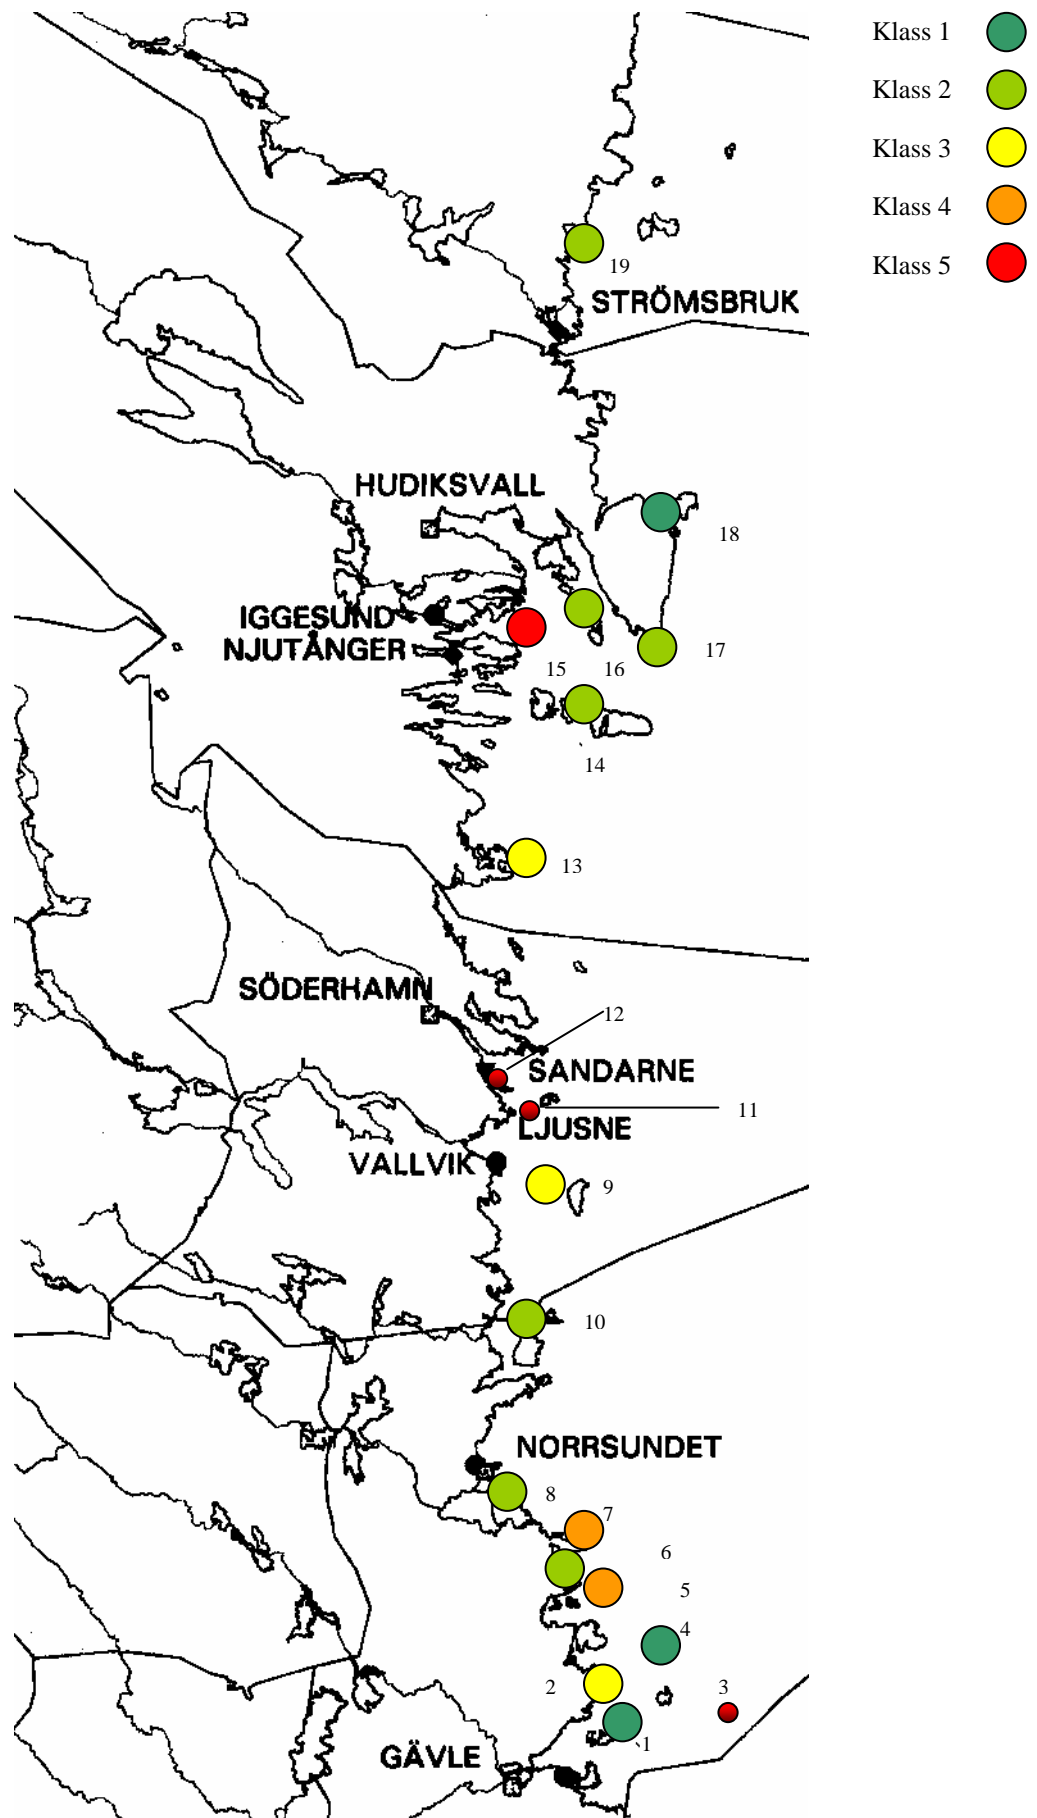 Klass 1
Klass 2
Klass 3
Klass 4
Klass 5
19
STRÖMSBRUK
HUDIKSVALL
18
IGGESUND
NJUTÅNGER
17
15
16
14
13
SÖDERHAMN
12
SANDARNE
11
LJUSNE
VALLVIK
9
10
NORRSUNDET
8
7
6
5
4
2
3
1
GÄVLE